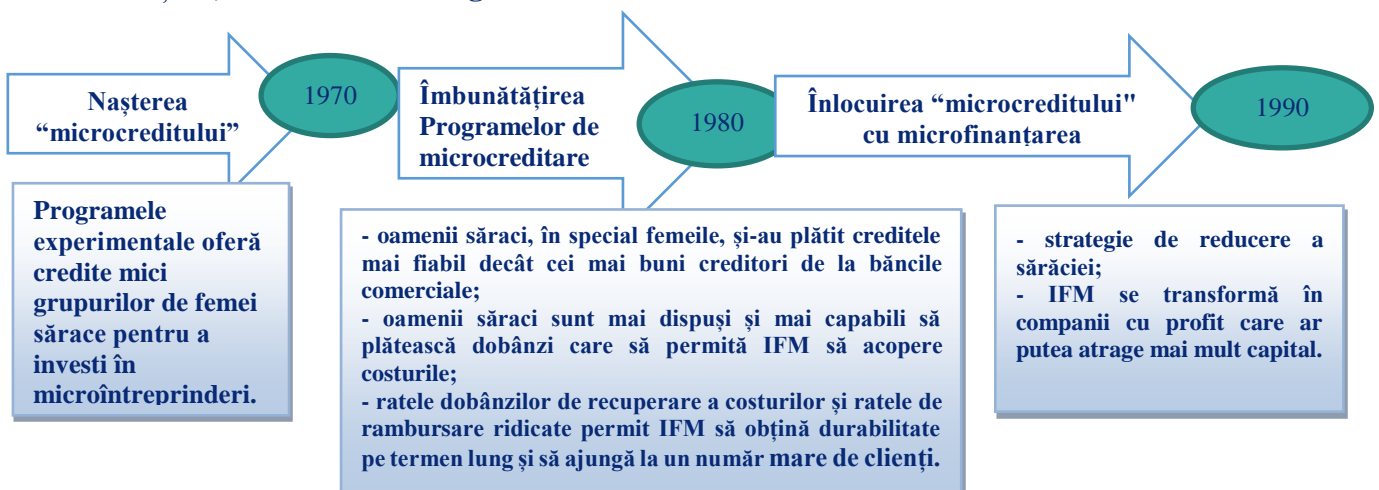 Nașterea
“microcreditului”
1970
Îmbunătățirea
Programelor de
microcreditare
1980
Înlocuirea “microcreditului"
cu microfinanțarea
1990
Programele
experimentale oferă
credite mici
grupurilor de femei
sărace pentru a
investi în
microîntreprinderi.
- oamenii săraci, în special femeile, și-au plătit creditele
mai fiabil decât cei mai buni creditori de la băncile
comerciale;
- oamenii săraci sunt mai dispuși și mai capabili să
plătească dobânzi care să permită IFM să acopere
costurile;
- ratele dobânzilor de recuperare a costurilor și ratele de
rambursare ridicate permit IFM să obțină durabilitate
pe termen lung și să ajungă la un număr mare de clienți.
- strategie de reducere a
sărăciei;
- IFM se transformă în
companii cu profit care ar
putea atrage mai mult capital.